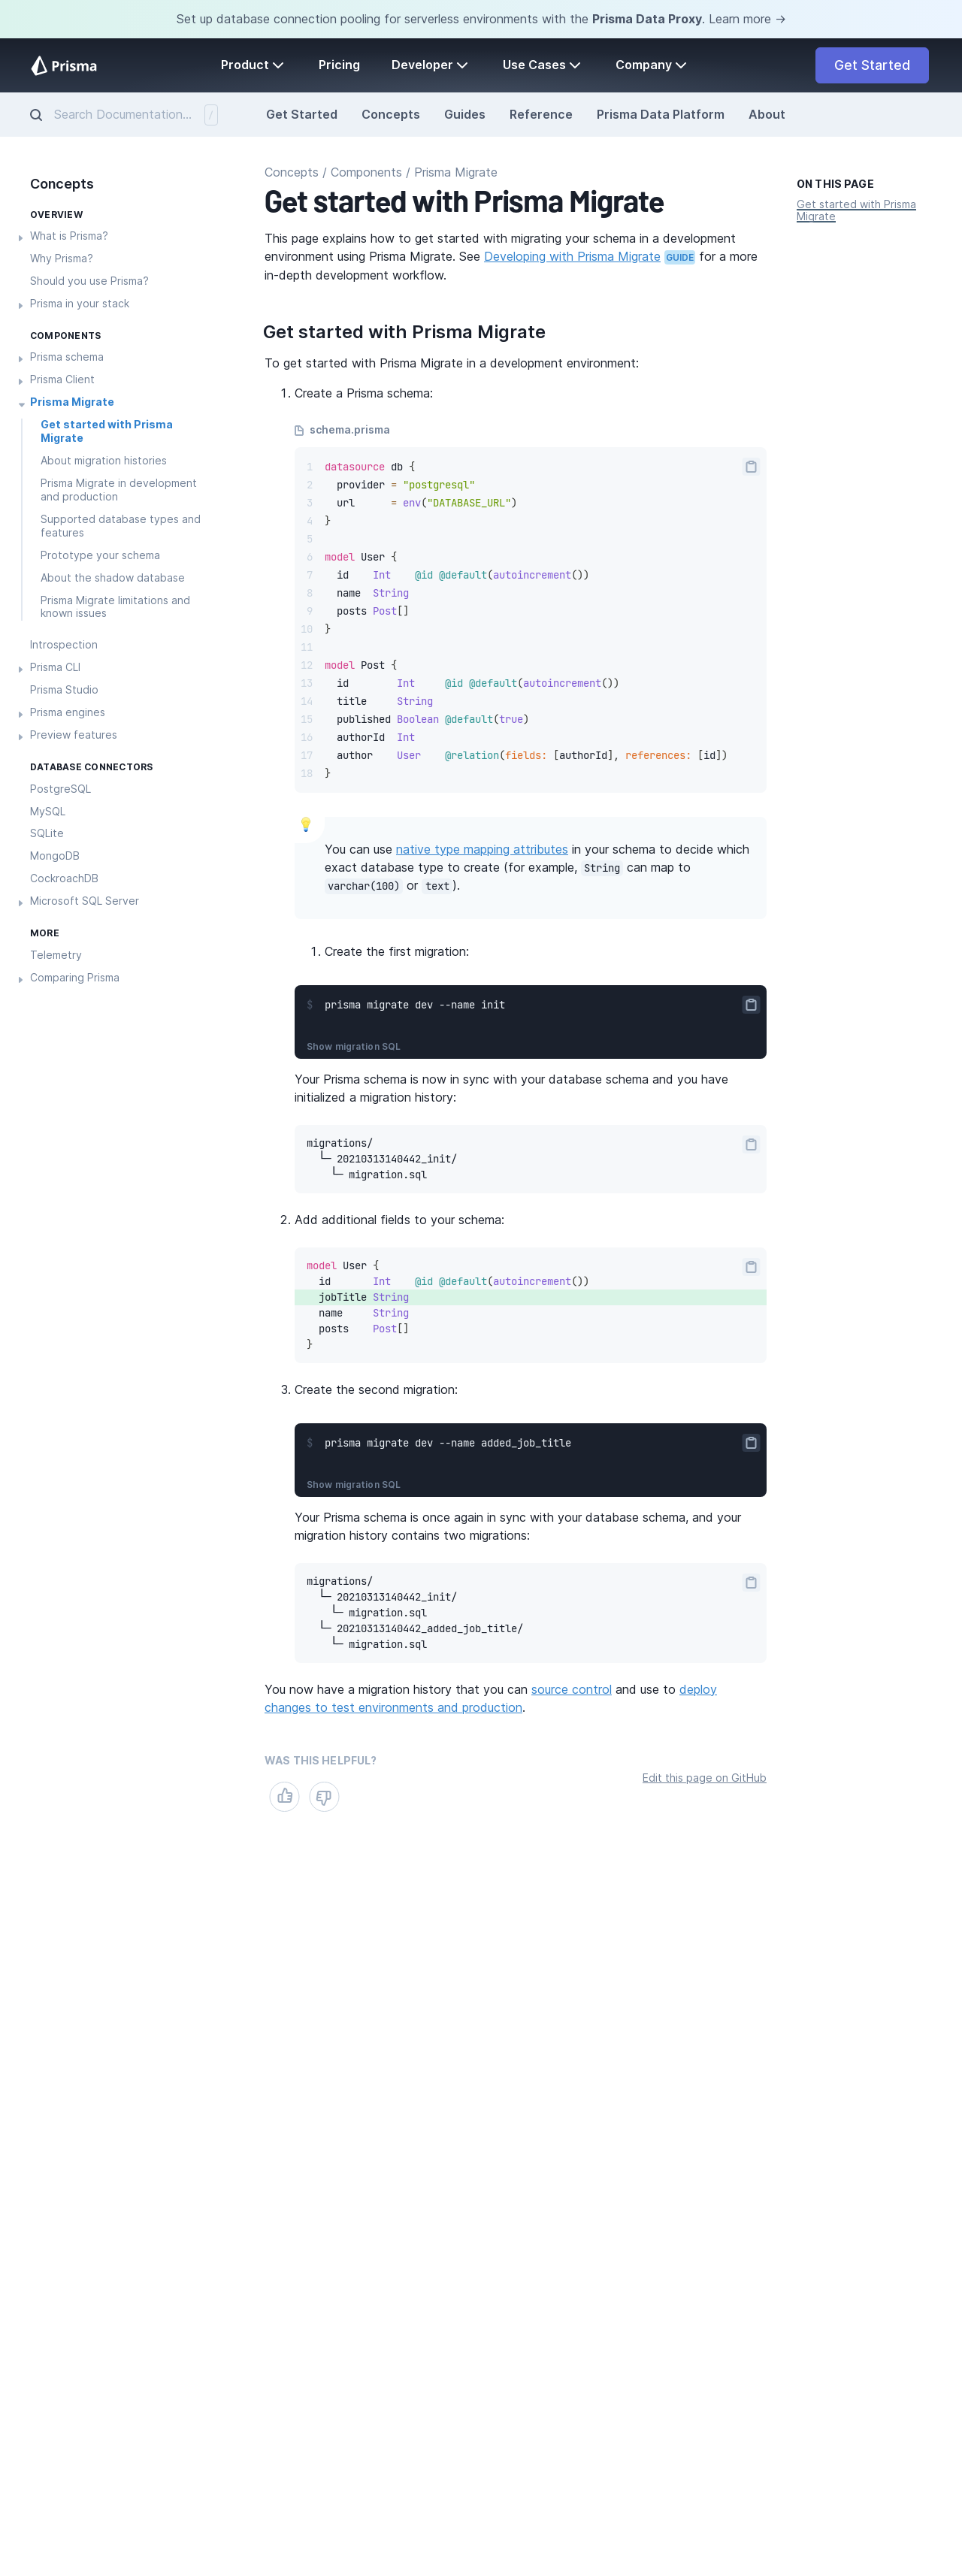 Set up database connection pooling for serverless environments with the Prisma Data Proxy. Learn more →
Prisma
Product
Pricing
Developer
Use Cases
Company
Get Started
Search Documentation...
/
Get Started
Concepts
Guides
Reference
Prisma Data Platform
About
Concepts
OVERVIEW
What is Prisma?
Why Prisma?
Should you use Prisma?
Prisma in your stack
COMPONENTS
Prisma schema
Prisma Client
Prisma Migrate
Get started with Prisma
Migrate
About migration histories
Prisma Migrate in development
and production
Supported database types and
features
Prototype your schema
About the shadow database
Prisma Migrate limitations and
known issues
Introspection
Prisma CLI
Prisma Studio
Prisma engines
Preview features
DATABASE CONNECTORS
PostgreSQL
MySQL
SQLite
MongoDB
CockroachDB
Microsoft SQL Server
MORE
Telemetry
Comparing Prisma
Concepts / Components / Prisma Migrate
Get started with Prisma Migrate
This page explains how to get started with migrating your schema in a development
environment using Prisma Migrate. See Developing with Prisma Migrate GUIDE for a more
in-depth development workflow.
Get started with Prisma Migrate
To get started with Prisma Migrate in a development environment:
1. Create a Prisma schema:
schema.prisma
1 datasource db {
2   provider = "postgresql"
3   url      = env("DATABASE_URL")
4 }
5
6 model User {
7   id    Int    @id @default(autoincrement())
8   name  String
9   posts Post[]
10 }
11
12 model Post {
13   id        Int     @id @default(autoincrement())
14   title     String
15   published Boolean @default(true)
16   authorId  Int
17   author    User    @relation(fields: [authorId], references: [id])
18 }
💡
You can use native type mapping attributes in your schema to decide which
exact database type to create (for example, String can map to
varchar(100) or text).
1. Create the first migration:
$ prisma migrate dev --name init
Show migration SQL
Your Prisma schema is now in sync with your database schema and you have
initialized a migration history:
migrations/
  └─ 20210313140442_init/
    └─ migration.sql
2. Add additional fields to your schema:
model User {
  id       Int    @id @default(autoincrement())
  jobTitle String
  name     String
  posts    Post[]
}
3. Create the second migration:
$ prisma migrate dev --name added_job_title
Show migration SQL
Your Prisma schema is once again in sync with your database schema, and your
migration history contains two migrations:
migrations/
  └─ 20210313140442_init/
    └─ migration.sql
  └─ 20210313140442_added_job_title/
    └─ migration.sql
You now have a migration history that you can source control and use to deploy
changes to test environments and production.
WAS THIS HELPFUL?
Edit this page on GitHub
ON THIS PAGE
Get started with Prisma
Migrate